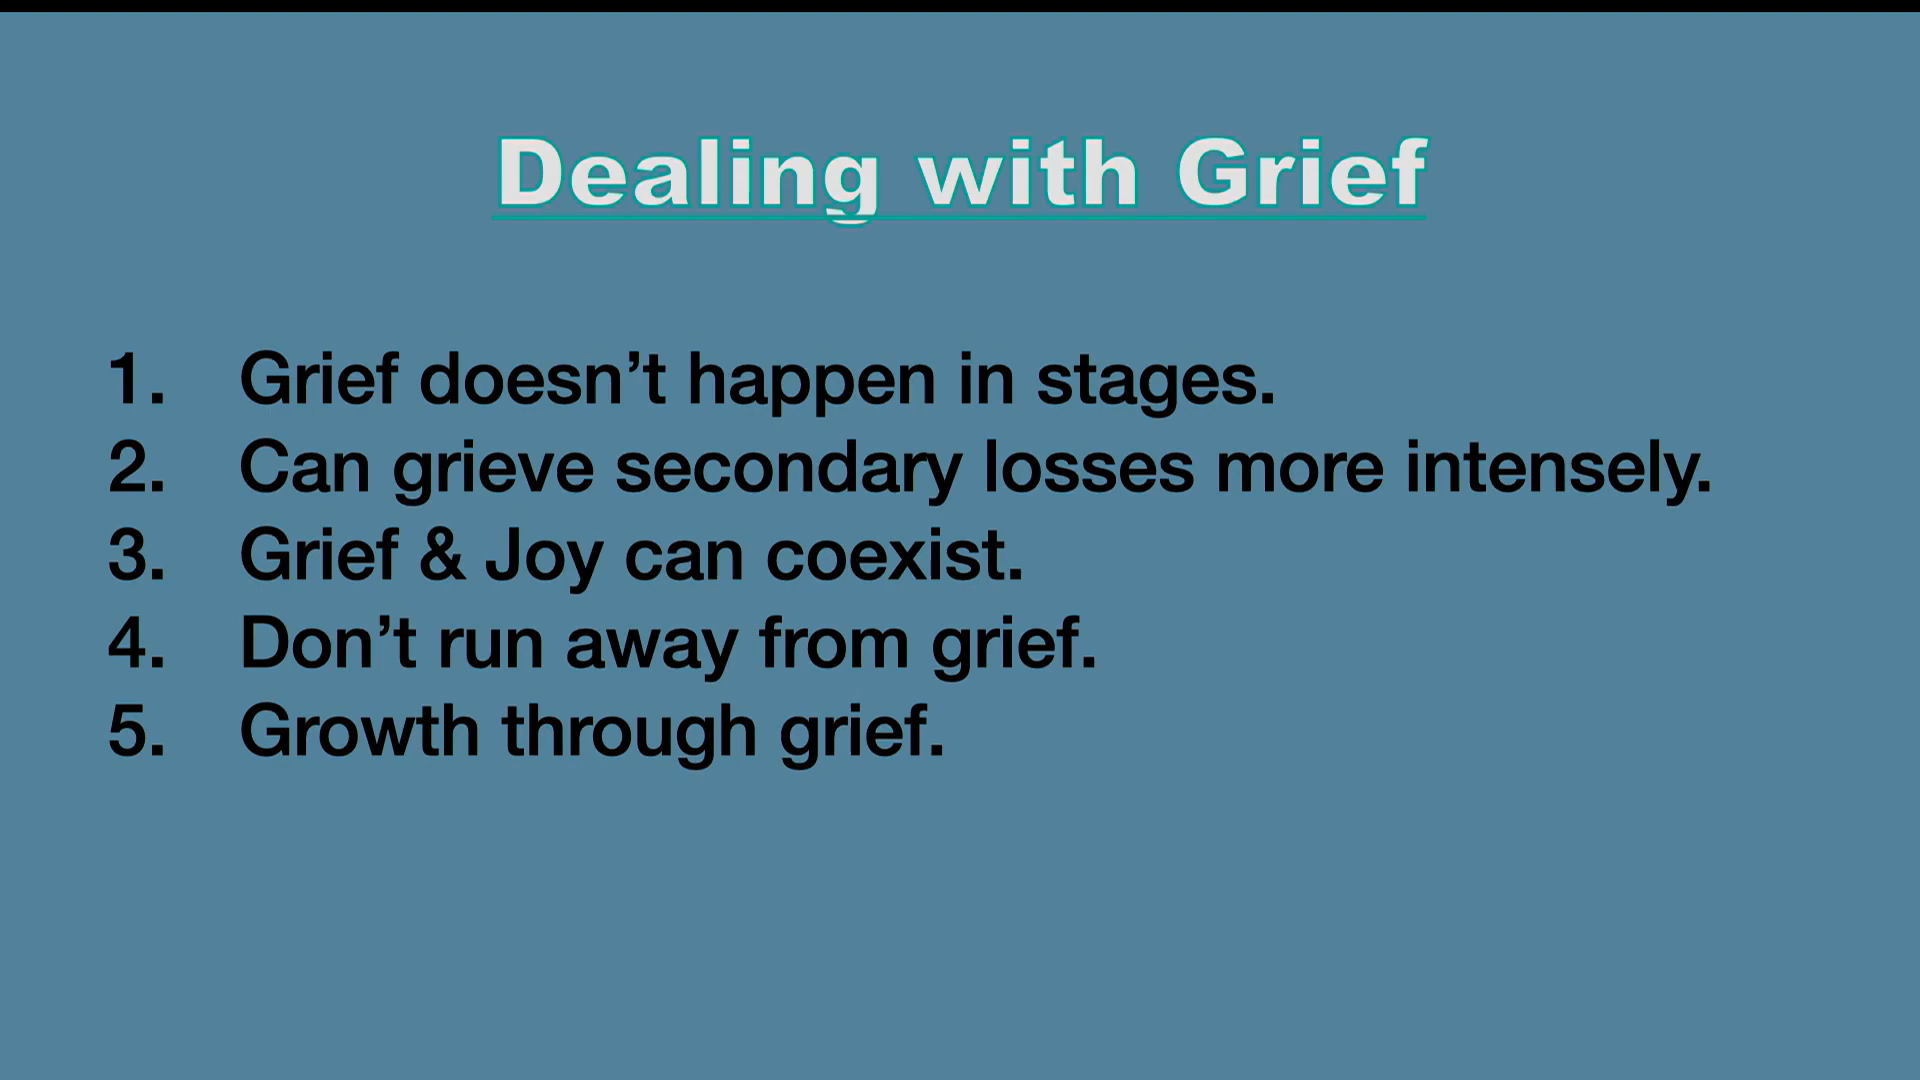 Dealing with Grief
1. Grief doesn’t happen in stages.
2. Can grieve secondary losses more intensely.
3. Grief & Joy can coexist.
4. Don’t run away from grief.
5. Growth through grief.